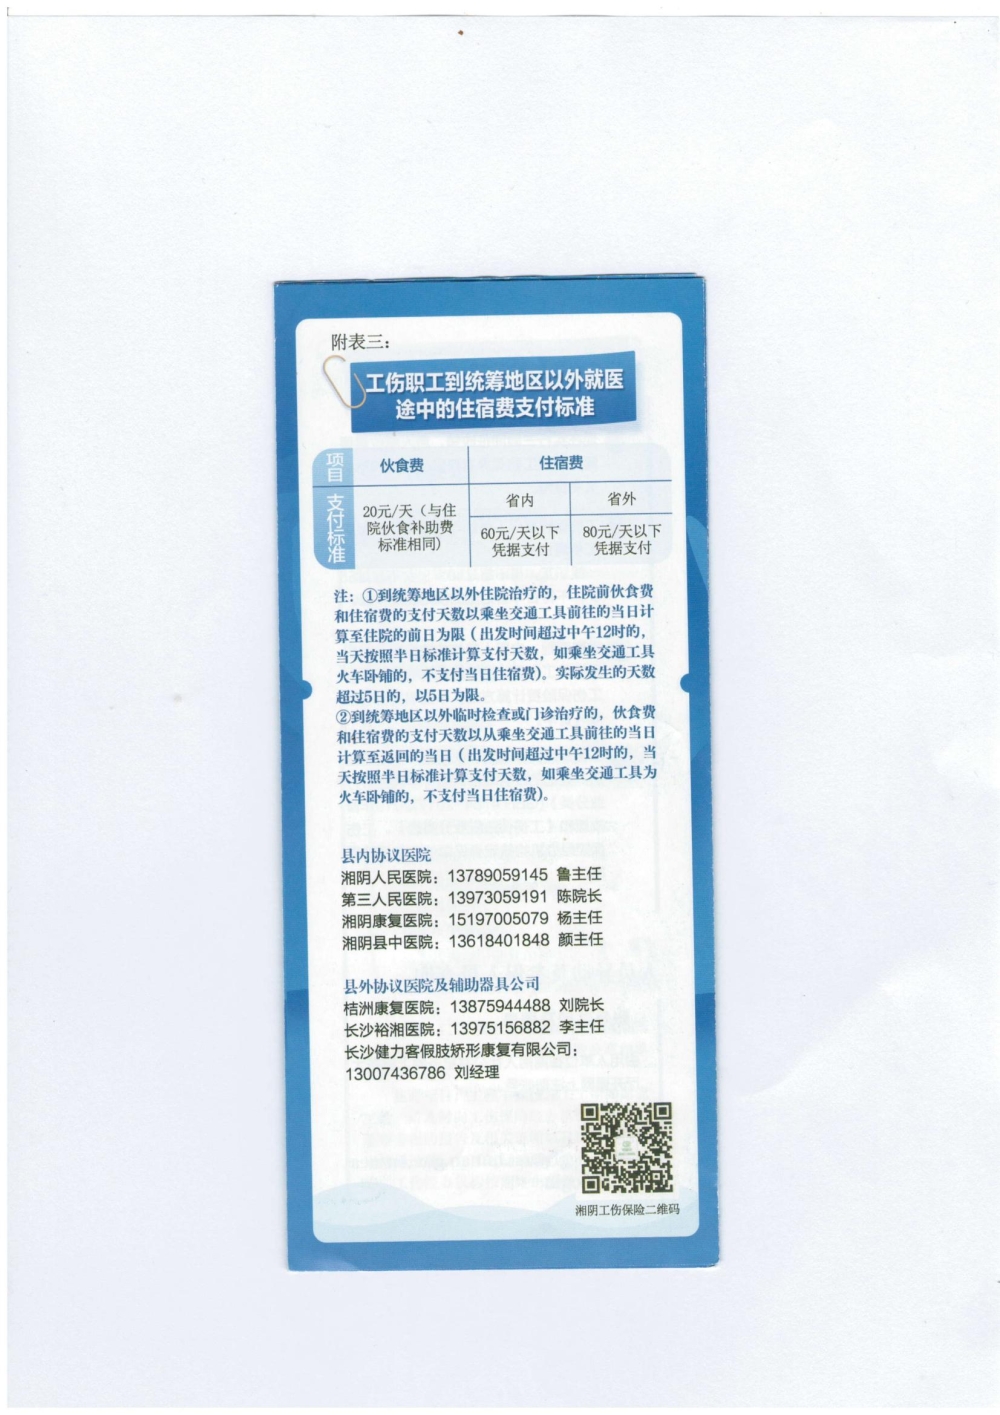 附表三：
工伤职工到统筹地区以外就医
途中的住宿费支付标准
项目
伙食费
住宿费
支付标准
20元/天（与住
院伙食补助费
标准相同）
省内
省外
60元/天以下
凭据支付
80元/天以下
凭据支付
注：①到统筹地区以外住院治疗的，住院前伙食费
和住宿费的支付天数以乘坐交通工具前往的当日计
算至住院的前日为限（出发时间超过中午12时的，
当天按照半日标准计算支付天数，如乘坐交通工具
火车卧铺的，不支付当日住宿费）。实际发生的天数
超过5日的，以5日为限。
②到统筹地区以外临时检查或门诊治疗的，伙食费
和住宿费的支付天数以从乘坐交通工具前往的当日
计算至返回的当日（出发时间超过中午12时的，当
天按照半日标准计算支付天数，如乘坐交通工具为
火车卧铺的，不支付当日住宿费）。
县内协议医院
湘阴人民医院：13789059145 鲁主任
第三人民医院：13973059191 陈院长
湘阴康复医院：15197005079 杨主任
湘阴县中医院：13618401848 颜主任
县外协议医院及辅助器具公司
桔洲康复医院：13875944488 刘院长
长沙裕湘医院：13975156882 李主任
长沙健力客假肢矫形康复有限公司：
13007436786 刘经理
湘阴工伤保险二维码